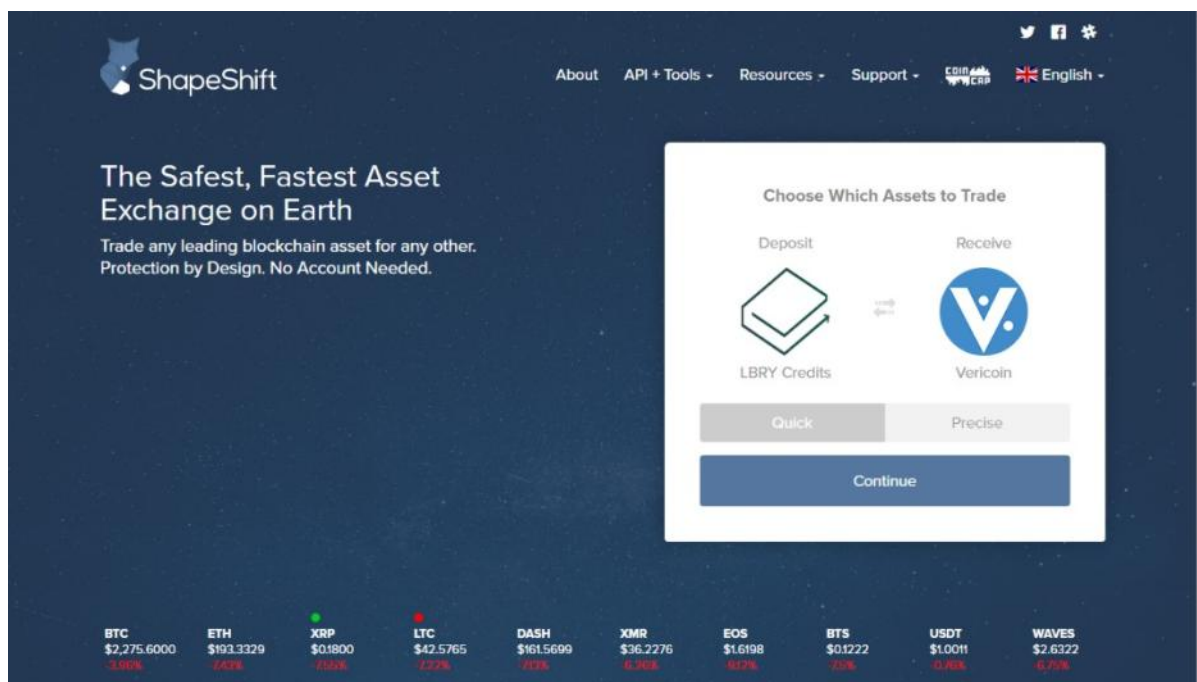 ShapeShift
About API + Tools Resources Support COIN CAP English
The Safest, Fastest Asset
Exchange on Earth
Trade any leading blockchain asset for any other.
Protection by Design. No Account Needed.
Choose Which Assets to Trade
Deposit Receive
LBRY Credits Vericoin
Quick Precise
Continue
BTC ETH XRP LTC DASH XMR EOS BTS USDT WAVES
$2,275.6000 $193.3329 $0.1800 $42.5765 $161.5699 $36.2276 $1.6198 $0.1222 $1.0011 $2.6322